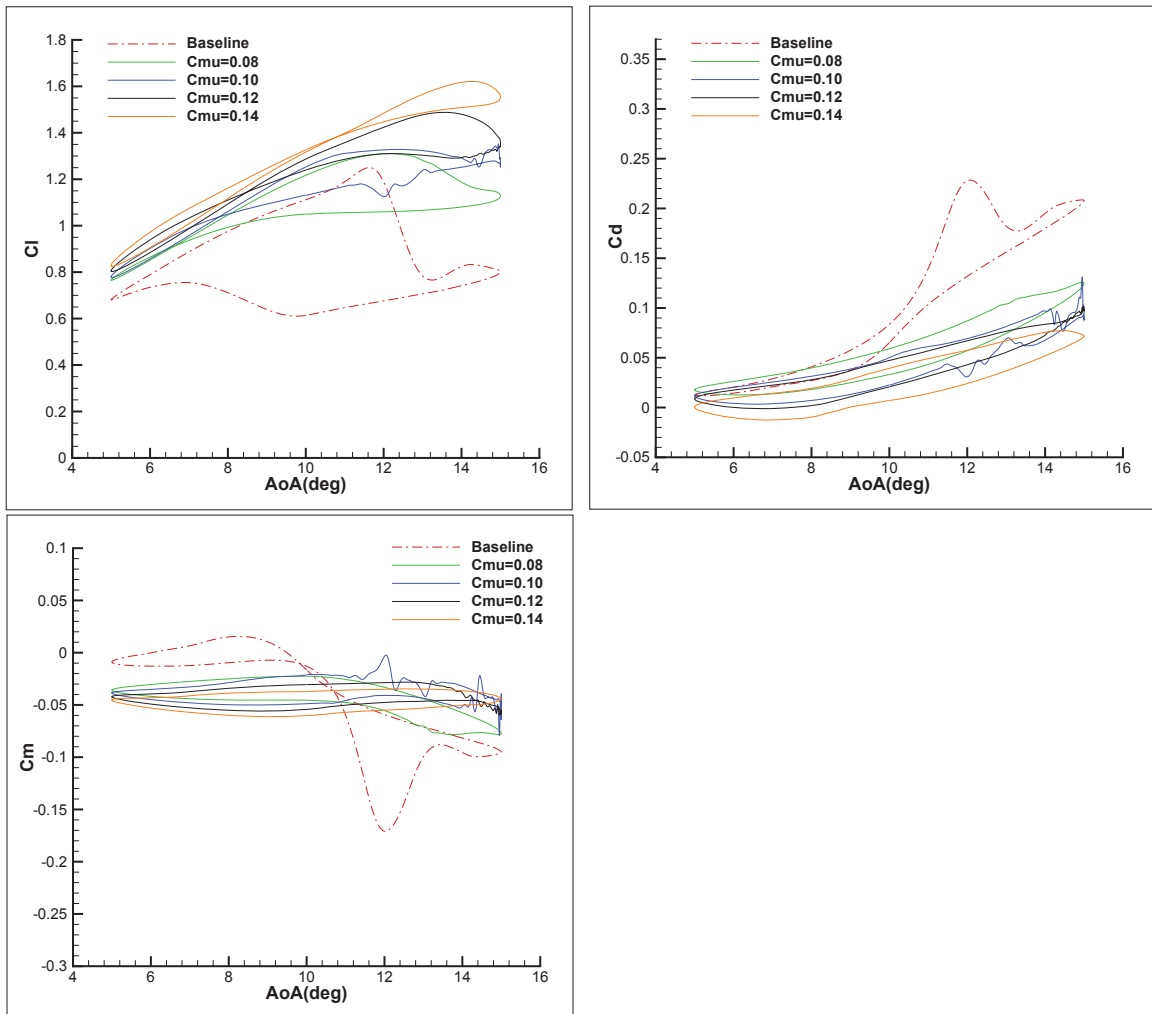 1.8
1.6
1.4
1.2
1
0.8
0.6
0.4
0.2
0
Cl
4 6 8 10 12 14 16
AoA(deg)
Baseline
Cmu=0.08
Cmu=0.10
Cmu=0.12
Cmu=0.14
0.35
0.3
0.25
0.2
0.15
0.1
0.05
0
-0.05
Cd
4 6 8 10 12 14 16
AoA(deg)
Baseline
Cmu=0.08
Cmu=0.10
Cmu=0.12
Cmu=0.14
0.1
0.05
0
-0.05
-0.1
-0.15
-0.2
-0.25
-0.3
Cm
4 6 8 10 12 14 16
AoA(deg)
Baseline
Cmu=0.08
Cmu=0.10
Cmu=0.12
Cmu=0.14